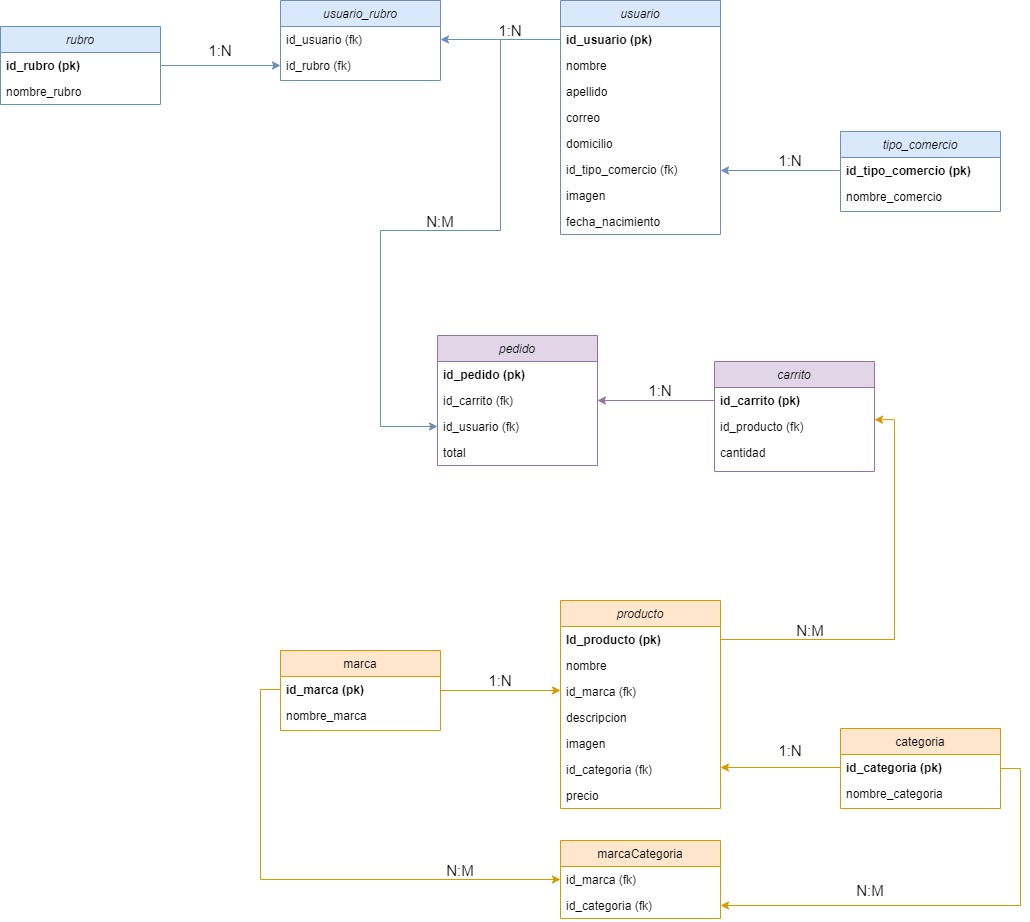 usuario_rubro
id_usuario (fk)
id_rubro (fk)
usuario
id_usuario (pk)
nombre
apellido
correo
domicilio
id_tipo_comercio (fk)
imagen
fecha_nacimiento
rubro
id_rubro (pk)
nombre_rubro
1:N
1:N
tipo_comercio
id_tipo_comercio (pk)
nombre_comercio
1:N
N:M
pedido
id_pedido (pk)
id_carrito (fk)
id_usuario (fk)
total
1:N
carrito
id_carrito (pk)
id_producto (fk)
cantidad
producto
Id_producto (pk)
nombre
id_marca (fk)
descripcion
imagen
id_categoria (fk)
precio
N:M
marca
id_marca (pk)
nombre_marca
1:N
categoria
id_categoria (pk)
nombre_categoria
1:N
marcaCategoria
id_marca (fk)
id_categoria (fk)
N:M
N:M